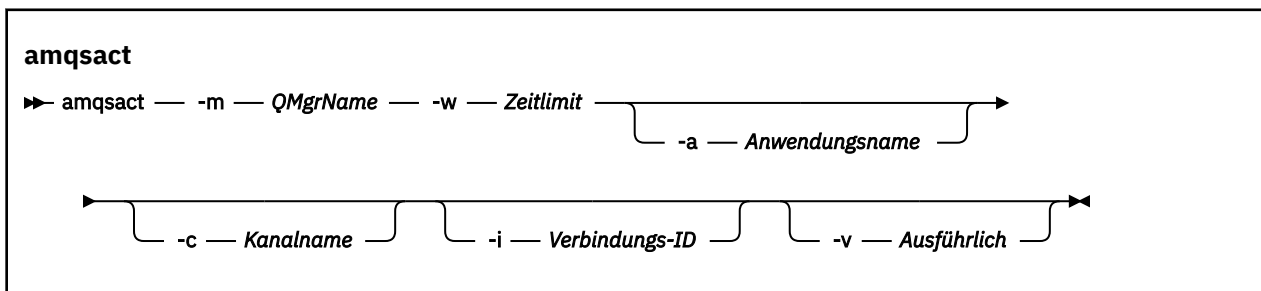 amqsact
amqsact -m QMgrName -w Zeitlimit
-a Anwendungsname
-c Kanalname -i Verbindungs-ID -v Ausführlich